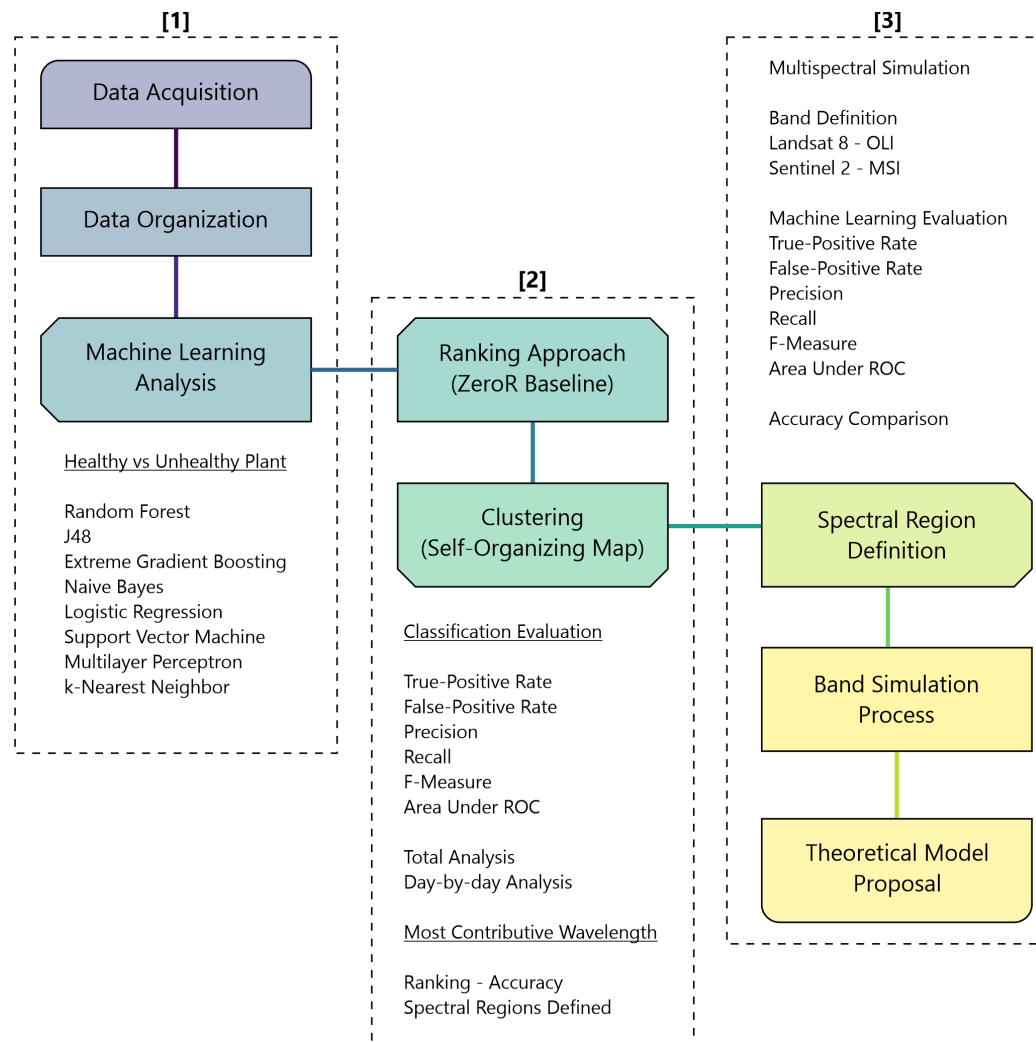 [1]
Data Acquisition
Data Organization
Machine Learning
Analysis
Healthy vs Unhealthy Plant
Random Forest
J48
Extreme Gradient Boosting
Naive Bayes
Logistic Regression
Support Vector Machine
Multilayer Perceptron
k-Nearest Neighbor
[2]
Ranking Approach
(ZeroR Baseline)
Clustering
(Self-Organizing Map)
Classification Evaluation
True-Positive Rate
False-Positive Rate
Precision
Recall
F-Measure
Area Under ROC
Total Analysis
Day-by-day Analysis
Most Contributive Wavelength
Ranking - Accuracy
Spectral Regions Defined
[3]
Multispectral Simulation
Band Definition
Landsat 8 - OLI
Sentinel 2 - MSI
Machine Learning Evaluation
True-Positive Rate
False-Positive Rate
Precision
Recall
F-Measure
Area Under ROC
Accuracy Comparison
Spectral Region
Definition
Band Simulation
Process
Theoretical Model
Proposal